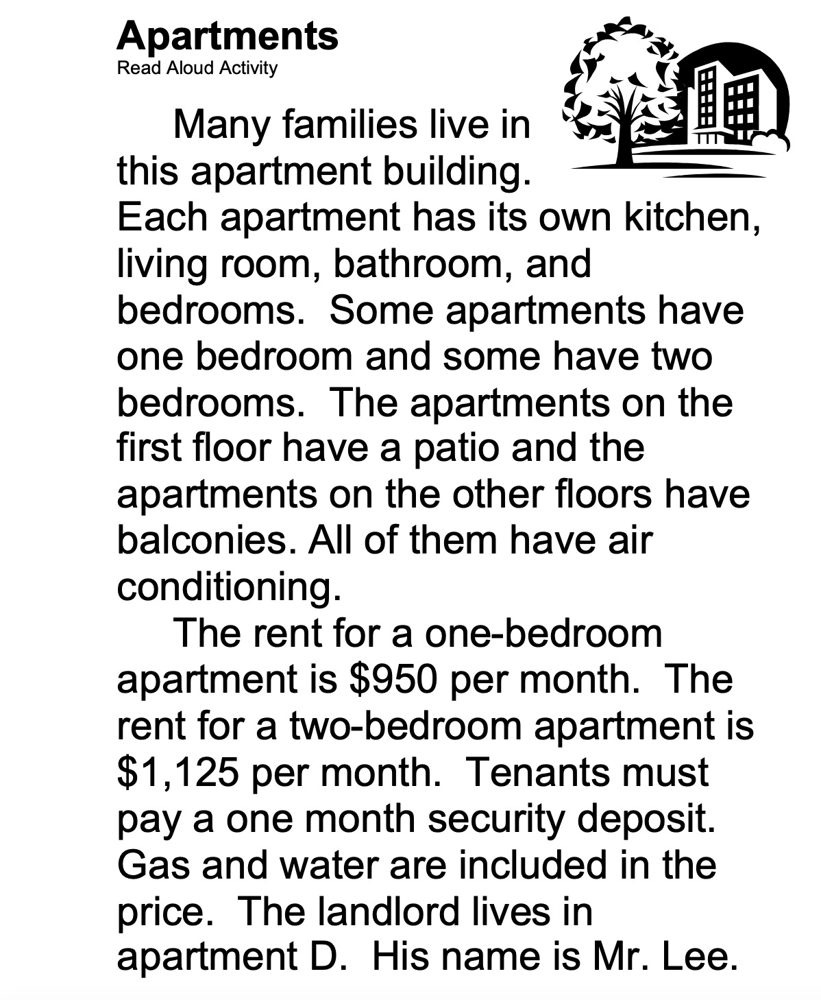 Apartments
Read Aloud Activity
Many families live in
this apartment building.
Each apartment has its own kitchen,
living room, bathroom, and
bedrooms.  Some apartments have
one bedroom and some have two
bedrooms.  The apartments on the
first floor have a patio and the
apartments on the other floors have
balconies. All of them have air
conditioning.
The rent for a one-bedroom
apartment is $950 per month.  The
rent for a two-bedroom apartment is
$1,125 per month.  Tenants must
pay a one month security deposit.
Gas and water are included in the
price.  The landlord lives in
apartment D.  His name is Mr. Lee.